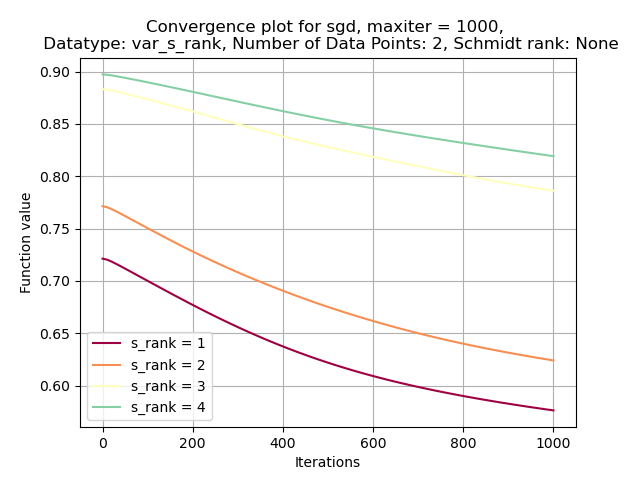 Convergence plot for sgd, maxiter = 1000,
Datatype: var_s_rank, Number of Data Points: 2, Schmidt rank: None
0.90
0.85
0.80
0.75
0.70
0.65
0.60
Function value
s_rank = 1
s_rank = 2
s_rank = 3
s_rank = 4
0 200 400 600 800 1000
Iterations